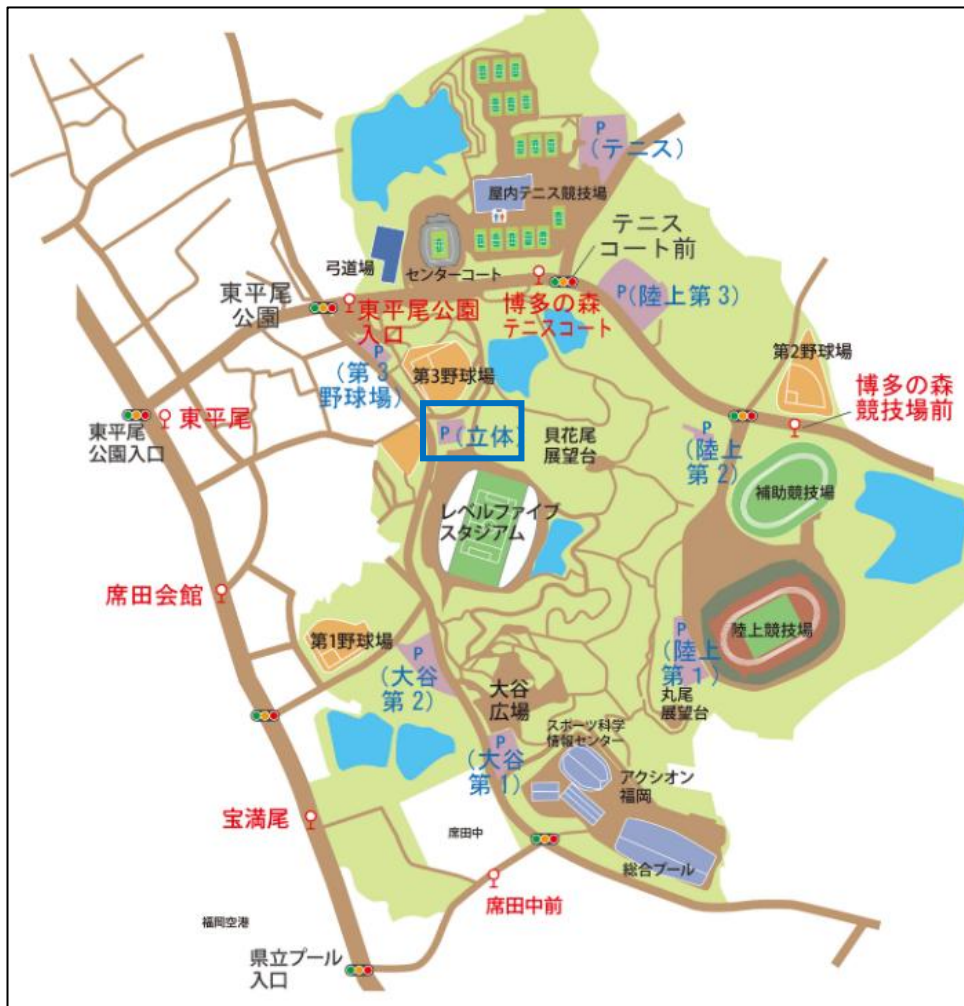 P
(テニス)
屋内テニス競技場
テニス
コート前
弓道場
センターコート
東平尾
公園
東平尾公園
入口
博多の森
テニスコート
P(陸上第3)
第2野球場
P
(第3
野球場)
第3野球場
博多の森
競技場前
東平尾
東平尾
公園入口
P(立体)
貝花尾
展望台
P
(陸上
第2)
補助競技場
レベルファイブ
スタジアム
席田会館
第1野球場
P
(大谷
第2)
P
(陸上
第1)
陸上競技場
大谷
広場
丸尾
展望台
スポーツ科学
情報センター
P
(大谷
第1)
アクシオン
福岡
宝満尾
席田中
総合プール
席田中前
福岡空港
県立プール
入口